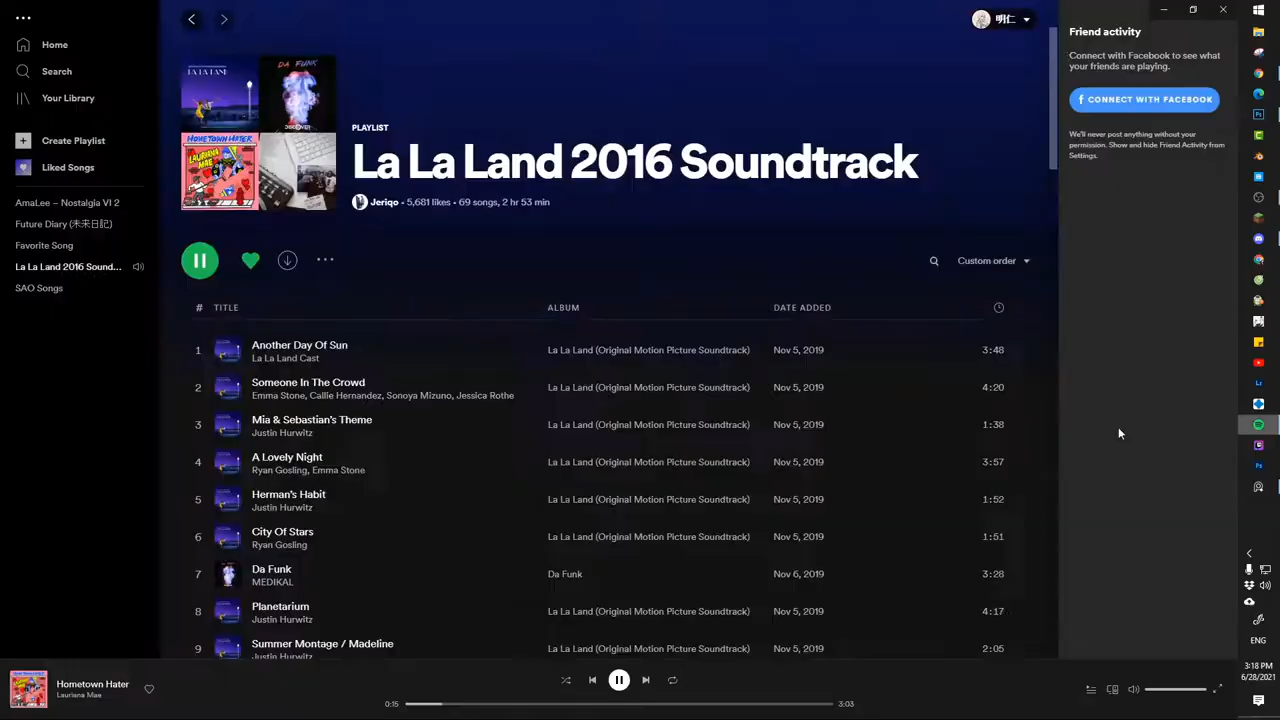 Home
Search
Your Library
Create Playlist
Liked Songs
AmaLee – Nostalgia VI 2
Future Diary (未来日記)
Favorite Song
La La Land 2016 Sound...
SAO Songs
明仁
LA LA LAND
DA FUNK
HOMETOWN HATER
LAURIANA MAE
PLAYLIST
La La Land 2016 Soundtrack
Jeriqo • 5,681 likes • 69 songs, 2 hr 53 min
Custom order
# TITLE ALBUM DATE ADDED
1 Another Day Of Sun La La Land (Original Motion Picture Soundtrack) Nov 5, 2019 3:48
La La Land Cast
2 Someone In The Crowd La La Land (Original Motion Picture Soundtrack) Nov 5, 2019 4:20
Emma Stone, Callie Hernandez, Sonoya Mizuno, Jessica Rothe
3 Mia & Sebastian's Theme La La Land (Original Motion Picture Soundtrack) Nov 5, 2019 1:38
Justin Hurwitz
4 A Lovely Night La La Land (Original Motion Picture Soundtrack) Nov 5, 2019 3:57
Ryan Gosling, Emma Stone
5 Herman's Habit La La Land (Original Motion Picture Soundtrack) Nov 5, 2019 1:52
Justin Hurwitz
6 City Of Stars La La Land (Original Motion Picture Soundtrack) Nov 5, 2019 1:51
Ryan Gosling
7 Da Funk Da Funk Nov 6, 2019 3:28
MEDIKAL
8 Planetarium La La Land (Original Motion Picture Soundtrack) Nov 5, 2019 4:17
Justin Hurwitz
9 Summer Montage / Madeline La La Land (Original Motion Picture Soundtrack) Nov 5, 2019 2:05
Justin Hurwitz
Friend activity
Connect with Facebook to see what
your friends are playing.
CONNECT WITH FACEBOOK
We'll never post anything without your
permission. Show and hide Friend Activity from
Settings.
Hometown Hater
Lauriana Mae
0:15 3:03
ENG
3:18 PM
6/28/2021